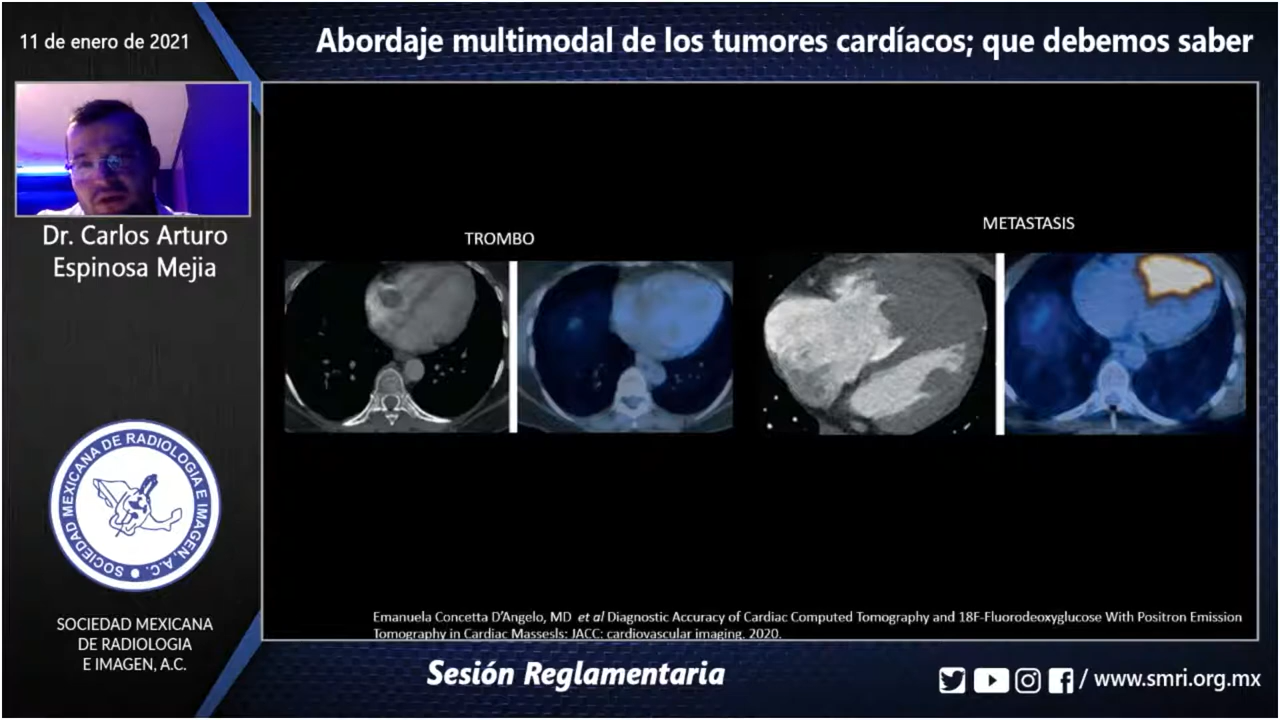 11 de enero de 2021
Abordaje multimodal de los tumores cardíacos; que debemos saber
Dr. Carlos Arturo
Espinosa Mejia
TROMBO
METASTASIS
SOCIEDAD MEXICANA DE RADIOLOGIA E IMAGEN, A.C.
SOCIEDAD MEXICANA
DE RADIOLOGIA
E IMAGEN, A.C.
Emanuela Concetta D'Angelo, MD et al Diagnostic Accuracy of Cardiac Computed Tomography and 18F-Fluorodeoxyglucose With Positron Emission
Tomography in Cardiac Massesls: JACC: cardiovascular imaging. 2020.
Sesión Reglamentaria
/ www.smri.org.mx